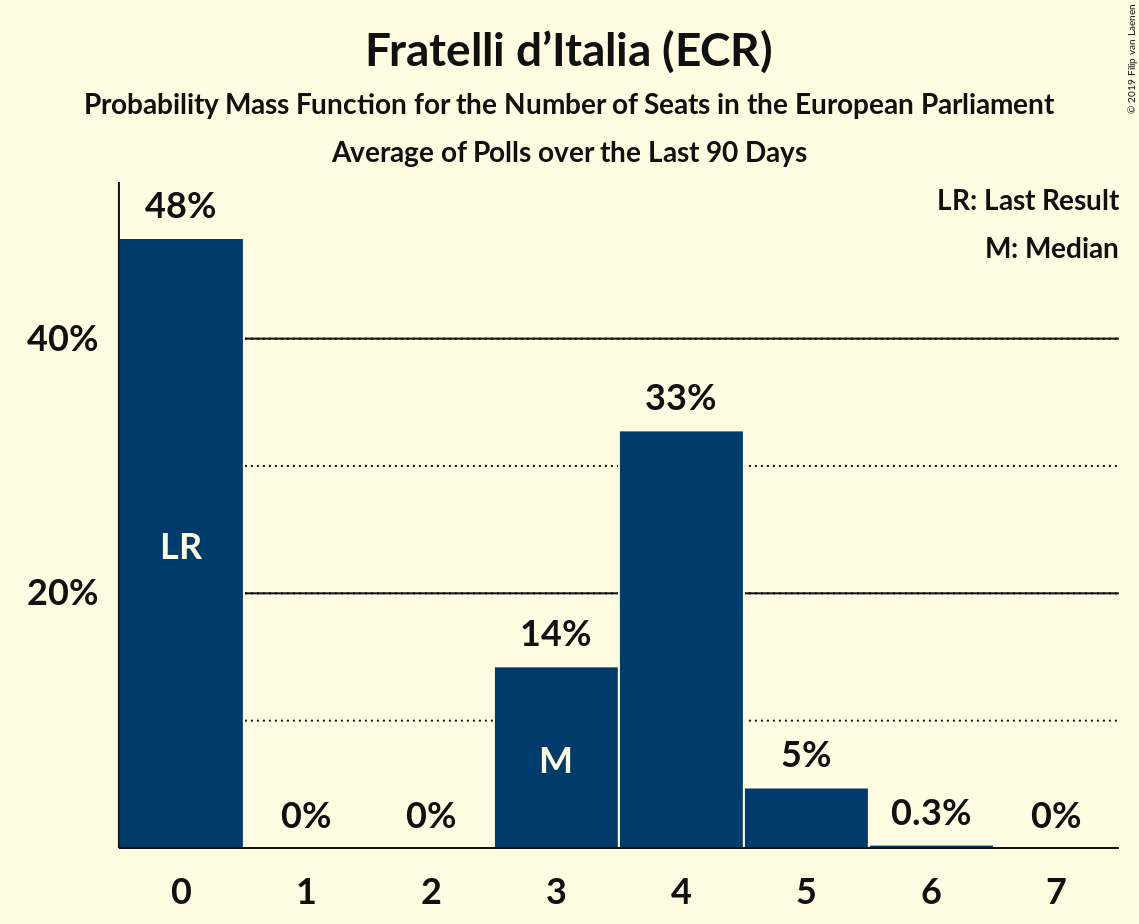 Fratelli d’Italia (ECR)
Probability Mass Function for the Number of Seats in the European Parliament
Average of Polls over the Last 90 Days
© 2019 Filip van Laenen
LR: Last Result
M: Median
48%
40%
33%
LR
20%
14%
M
5%
0% 0% 0.3% 0%
0 1 2 3 4 5 6 7